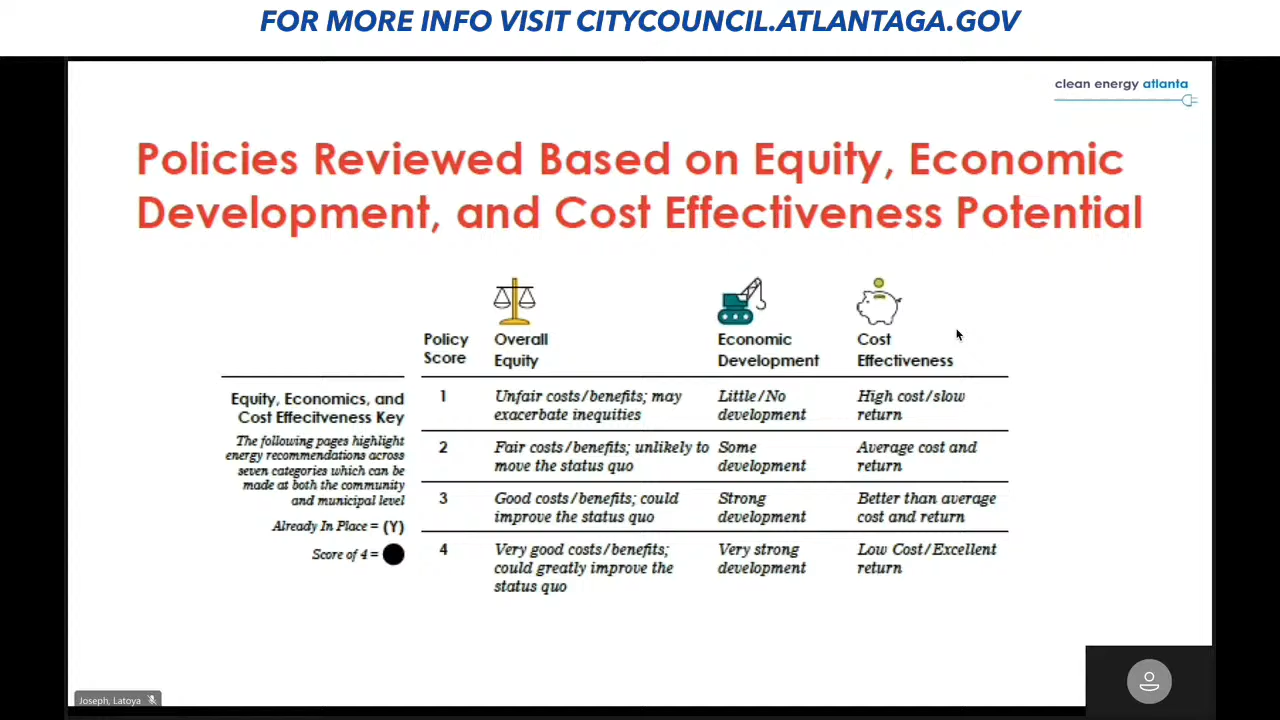 FOR MORE INFO VISIT CITYCOUNCIL.ATLANTAGA.GOV
clean energy atlanta
Policies Reviewed Based on Equity, Economic
Development, and Cost Effectiveness Potential
Policy
Score
Overall
Equity
Economic
Development
Cost
Effectiveness
Equity, Economics, and
Cost Effecitveness Key
The following pages highlight
energy recommendations across
seven categories which can be
made at both the community
and municipal level
Already In Place = (Y)
Score of 4 =
1
Unfair costs/benefits; may
exacerbate inequities
Little/No
development
High cost/slow
return
2
Fair costs/benefits; unlikely to
move the status quo
Some
development
Average cost and
return
3
Good costs/benefits; could
improve the status quo
Strong
development
Better than average
cost and return
4
Very good costs/benefits;
could greatly improve the
status quo
Very strong
development
Low Cost/Excellent
return
Joseph, Latoya